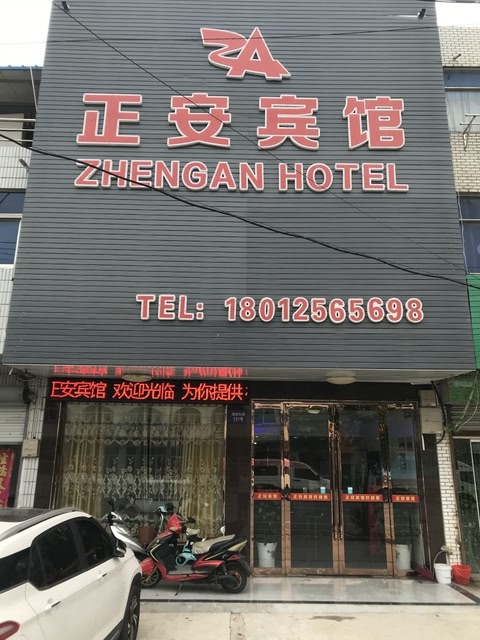 ZA
正安宾馆
ZHENGAN HOTEL
TEL: 18012565698
正安宾馆 欢迎光临 为你提供